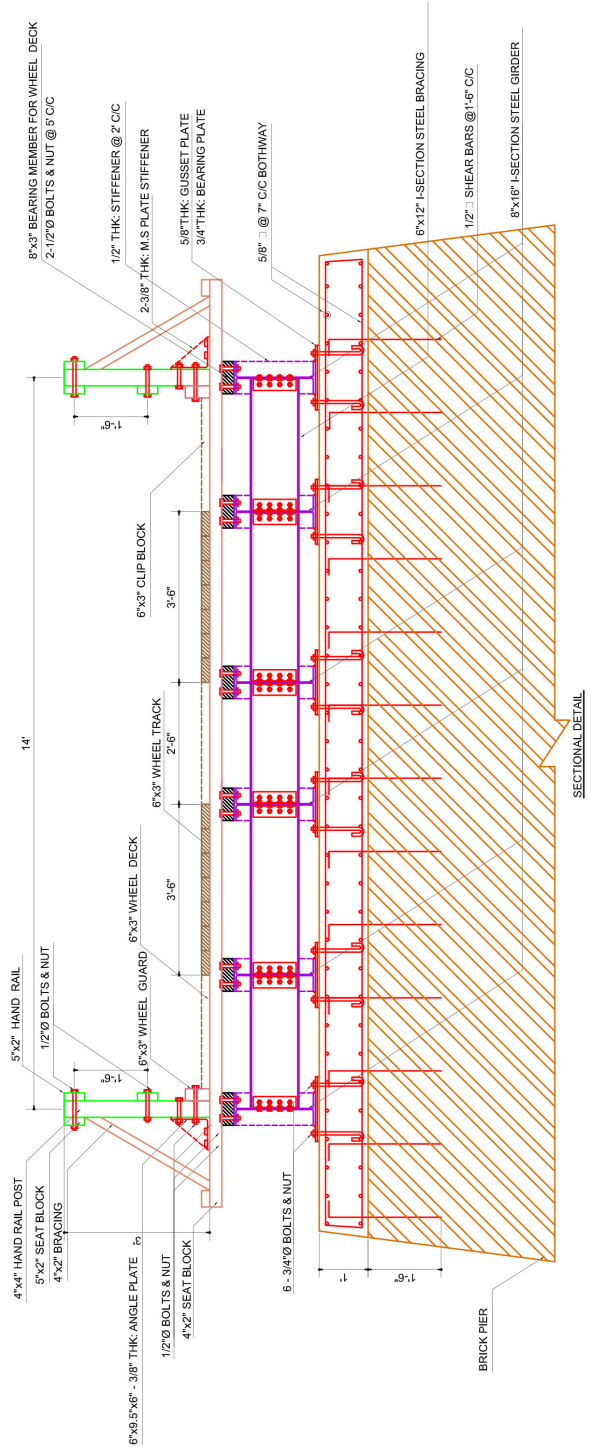 4"x4" HAND RAIL POST
5"x2" SEAT BLOCK
4"x2" BRACING
5"x2" HAND RAIL
1/2"Ø BOLTS & NUT
14'
8"x3" BEARING MEMBER FOR WHEEL DECK
2-1/2"Ø BOLTS & NUT @ 5' C/C
1/2" THK: STIFFENER @ 2' C/C
2-3/8" THK: M.S PLATE STIFFENER
5/8"THK: GUSSET PLATE
3/4"THK: BEARING PLATE
5/8" □ @ 7" C/C BOTHWAY
6"x12" I-SECTION STEEL BRACING
1/2" □ SHEAR BARS @1'-6" C/C
8"x16" I-SECTION STEEL GIRDER
1'-6"
1'-6"
3'
6"x3" WHEEL GUARD
6"x3" WHEEL DECK
6"x3" WHEEL TRACK
6"x3" CLIP BLOCK
3'-6"
2'-6"
3'-6"
6"x9.5"x6" - 3/8" THK: ANGLE PLATE
1/2"Ø BOLTS & NUT
4"x2" SEAT BLOCK
6 - 3/4"Ø BOLTS & NUT
1'
1'-6"
BRICK PIER
SECTIONAL DETAIL